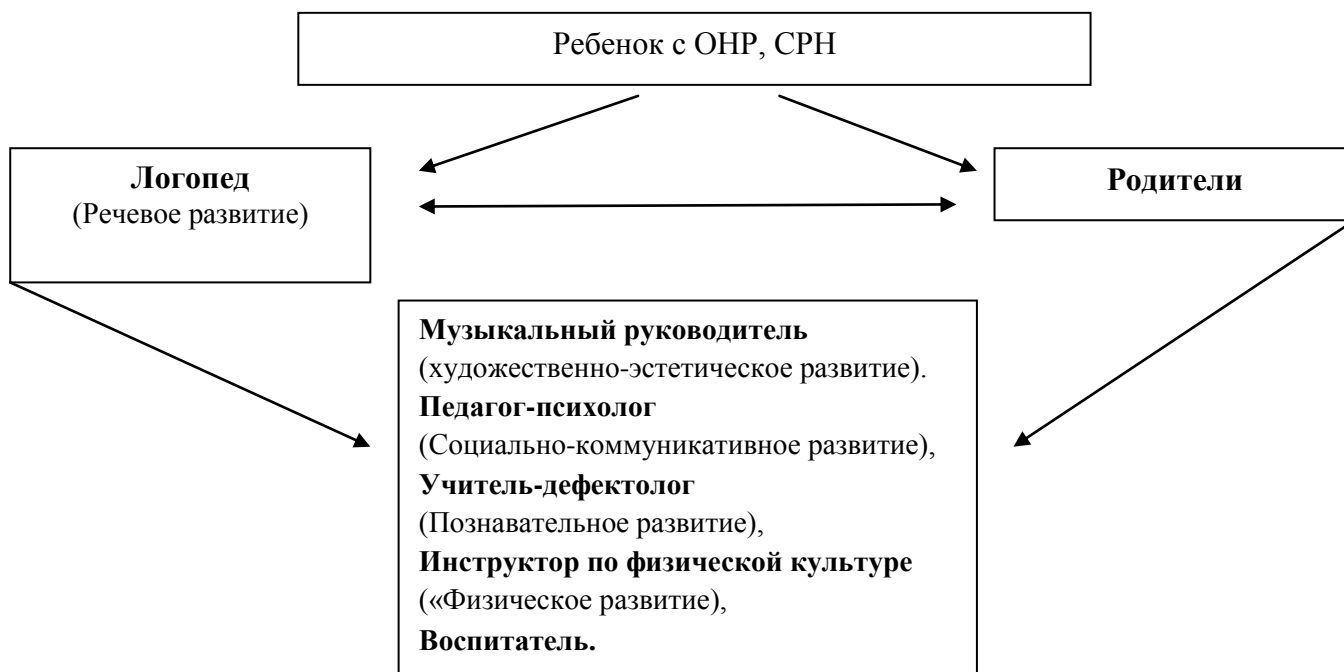 Ребенок с ОНР, СРН
Логопед
(Речевое развитие)
Родители
Музыкальный руководитель
(художественно-эстетическое развитие).
Педагог-психолог
(Социально-коммуникативное развитие),
Учитель-дефектолог
(Познавательное развитие),
Инструктор по физической культуре
(«Физическое развитие),
Воспитатель.